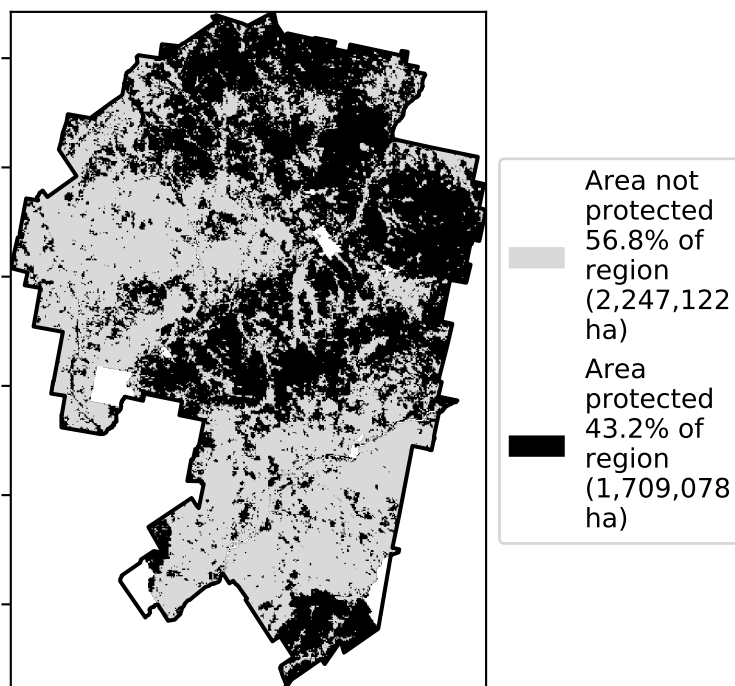 Area not
protected
56.8% of
region
(2,247,122
ha)
Area
protected
43.2% of
region
(1,709,078
ha)